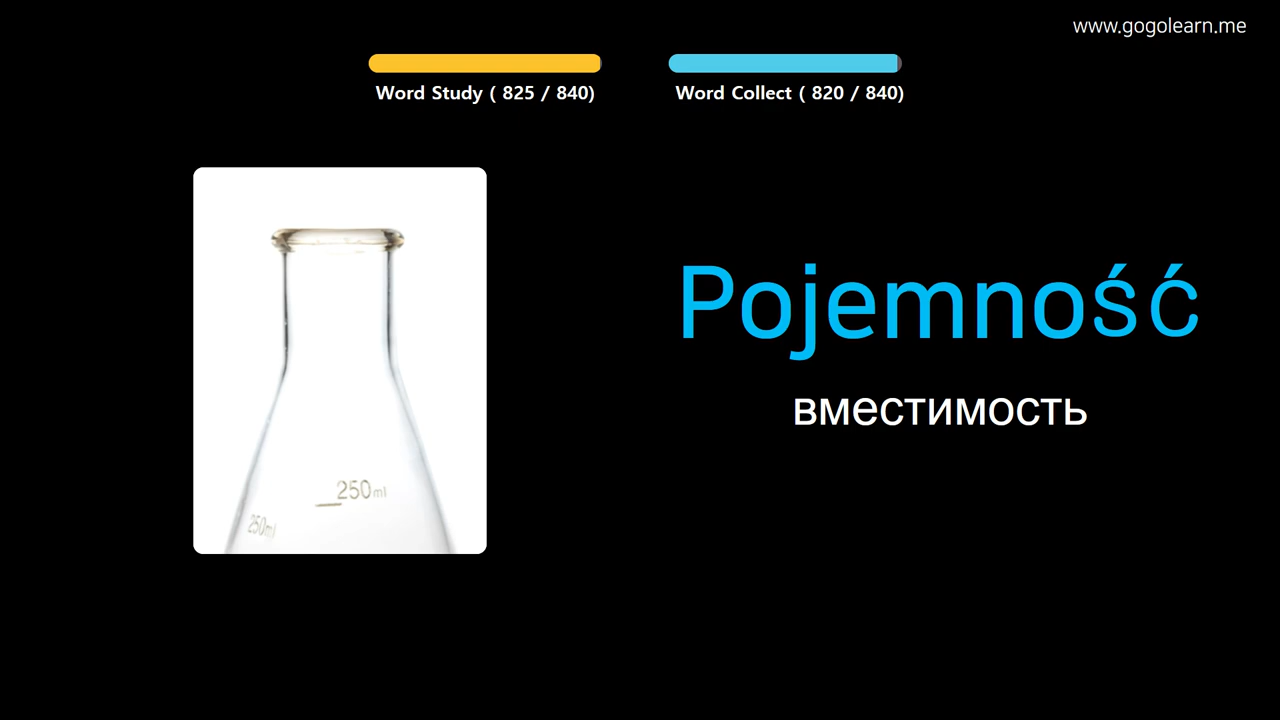 www.gogolearn.me
Word Study ( 825 / 840)
Word Collect ( 820 / 840)
Pojemność
вместимость
250ml
250ml